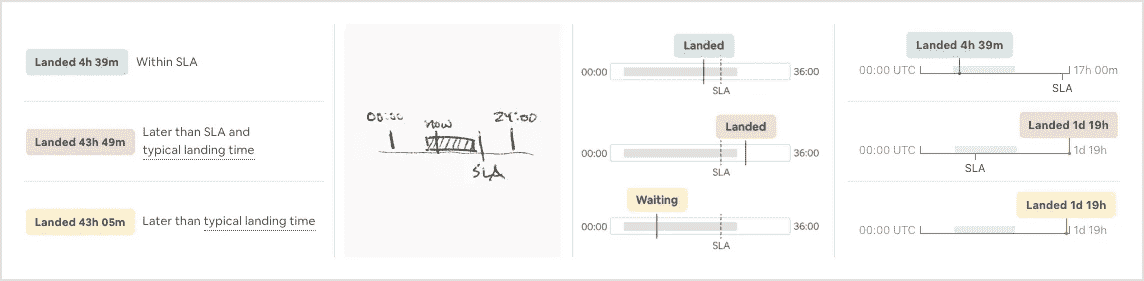 Landed 4h 39m Within SLA
Landed 43h 49m Later than SLA and
typical landing time
Landed 43h 05m Later than typical landing time
00:00 now 24:00
SLA
Landed
00:00 36:00
SLA
Landed
00:00 36:00
SLA
Waiting
00:00 36:00
SLA
Landed 4h 39m
00:00 UTC 17h 00m
SLA
Landed 1d 19h
00:00 UTC 1d 19h
SLA
Landed 1d 19h
00:00 UTC 1d 19h